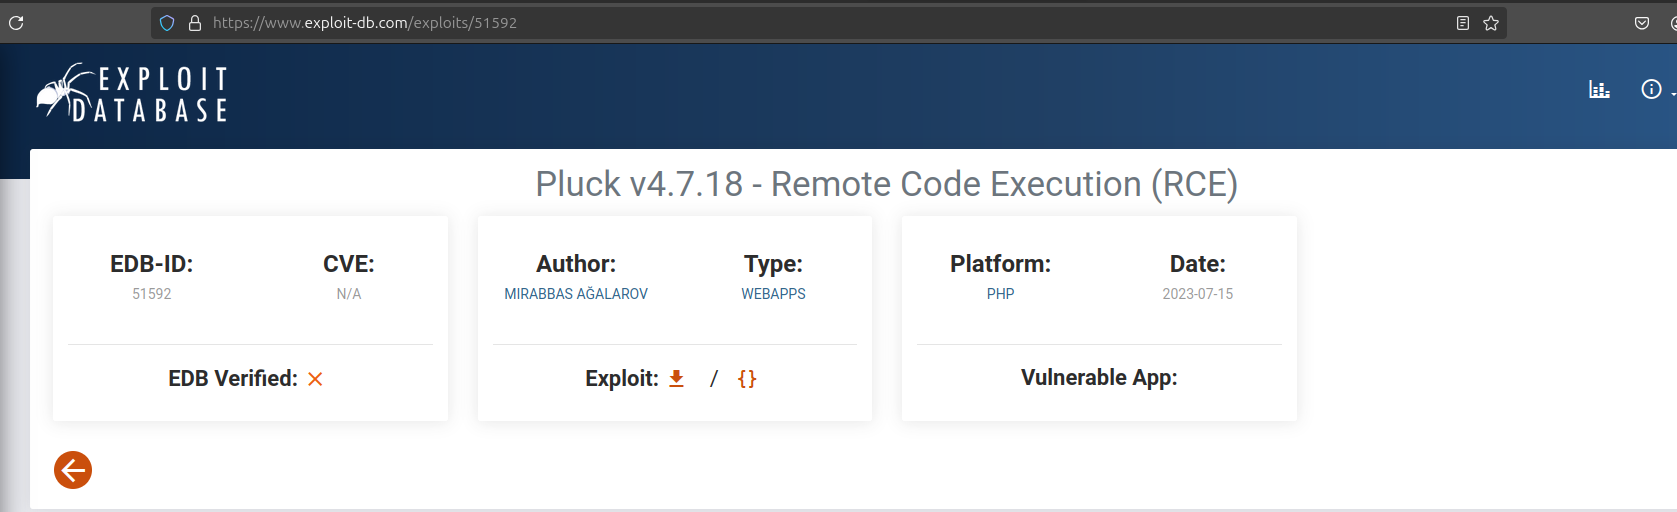 https://www.exploit-db.com/exploits/51592
EXPLOIT
DATABASE
Pluck v4.7.18 - Remote Code Execution (RCE)
EDB-ID:
51592
CVE:
N/A
EDB Verified:
Author:
MIRABBAS AĞALAROV
Type:
WEBAPPS
Exploit: / {}
Platform:
PHP
Date:
2023-07-15
Vulnerable App: